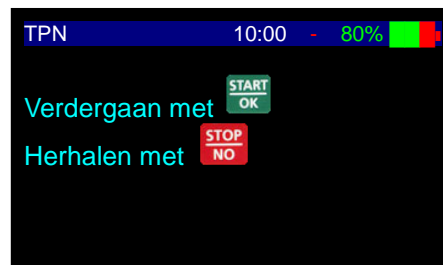 TPN 10:00 - 80%
Verdergaan met START OK
Herhalen met STOP NO